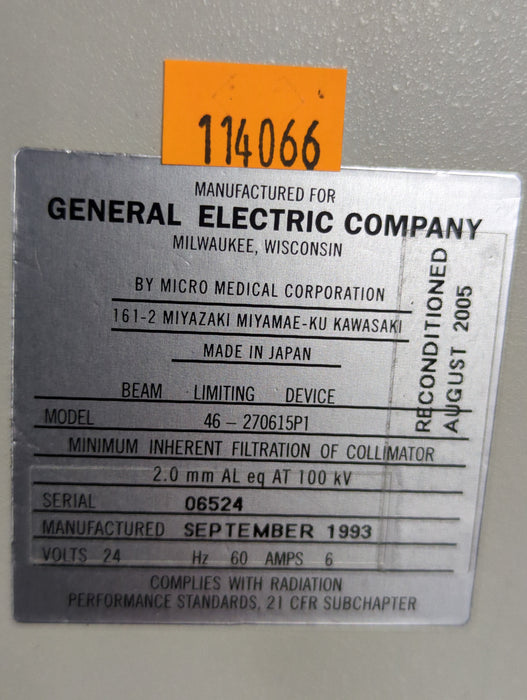 114066
MANUFACTURED FOR
GENERAL ELECTRIC COMPANY
MILWAUKEE, WISCONSIN
BY MICRO MEDICAL CORPORATION
161-2 MIYAZAKI MIYAMAE-KU KAWASAKI
MADE IN JAPAN
BEAM LIMITING DEVICE
MODEL 46-270615P1
MINIMUM INHERENT FILTRATION OF COLLIMATOR
2.0 mm AL eq AT 100 kV
SERIAL 06524
MANUFACTURED SEPTEMBER 1993
VOLTS 24 Hz 60 AMPS 6
COMPLIES WITH RADIATION
PERFORMANCE STANDARDS, 21 CFR SUBCHAPTER
RECONDITIONED
AUGUST 2005